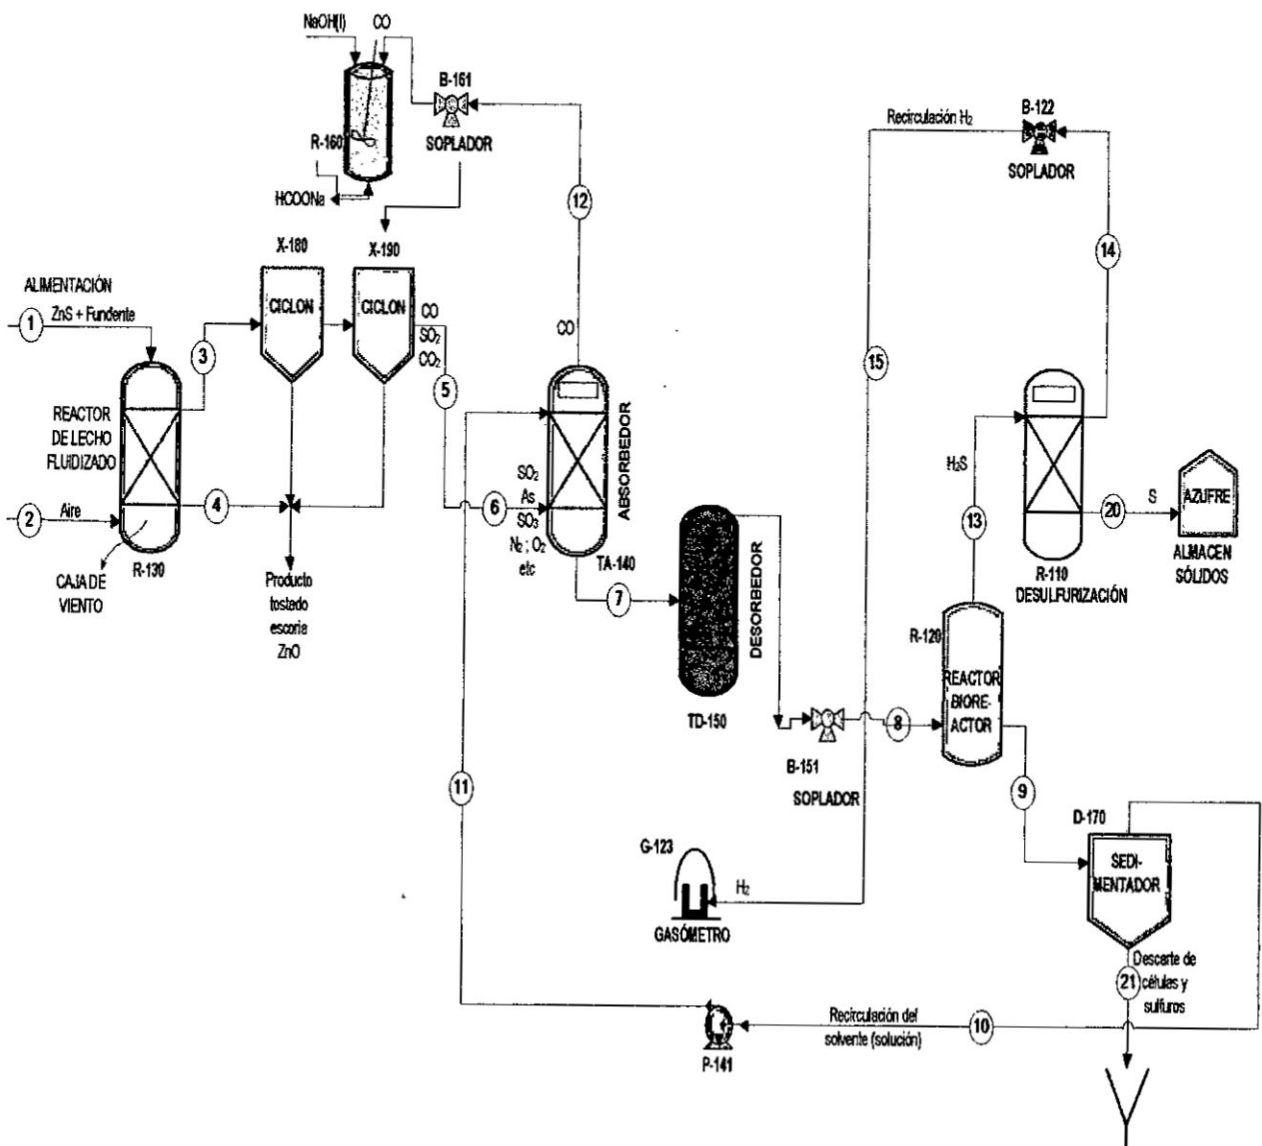 NaOH(l)
CO
B-161
SOPLADOR
R-160
HCOONa
12
Recirculación H₂
B-122
SOPLADOR
14
X-180
X-190
CICLON
CICLON
ALIMENTACIÓN
1
ZnS + Fundente
3
CO
SO₂
CO₂
5
CO
15
REACTOR
DE LECHO
FLUIDIZADO
ABSORBEDOR
2
Aire
4
6
SO₂
As
SO₃
N₂ ; O₂
etc
TA-140
H₂S
13
20
S
AZUFRE
ALMACEN
SÓLIDOS
R-110
DESULFURIZACIÓN
CAJA DE
VIENTO
R-130
Producto
tostado
escoria
ZnO
7
DESORBEDOR
TD-150
R-120
REACTOR
BIORE-
ACTOR
8
B-151
SOPLADOR
11
9
D-170
SEDI-
MENTADOR
G-123
H₂
GASÓMETRO
21
Descarte de
células y
sulfuros
Recirculación del
solvente (solución)
10
P-141